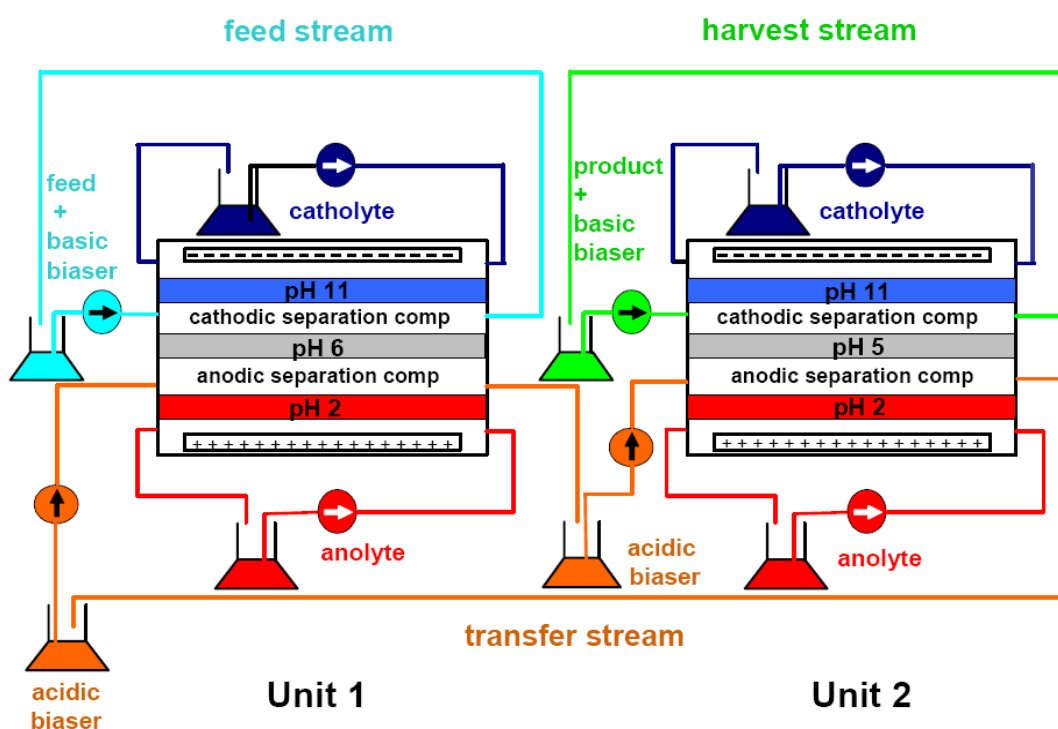 feed stream
harvest stream
feed
+
basic
biaser
catholyte
product
+
basic
biaser
catholyte
pH 11
cathodic separation comp
pH 6
anodic separation comp
pH 2
+ + + + + + + + + + + + + + + + +
pH 11
cathodic separation comp
pH 5
anodic separation comp
pH 2
+ + + + + + + + + + + + + + + +
anolyte
acidic
biaser
anolyte
transfer stream
acidic
biaser
Unit 1
Unit 2